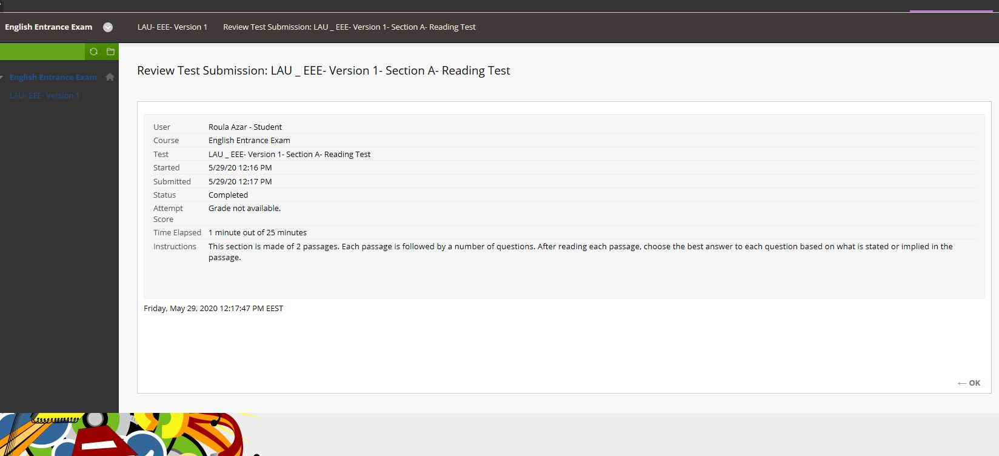 English Entrance Exam
LAU- EEE- Version 1
Review Test Submission: LAU _ EEE- Version 1- Section A- Reading Test
English Entrance Exam
LAU- EEE- Version 1
Review Test Submission: LAU _ EEE- Version 1- Section A- Reading Test
User Roula Azar - Student
Course English Entrance Exam
Test LAU _ EEE- Version 1- Section A- Reading Test
Started 5/29/20 12:16 PM
Submitted 5/29/20 12:17 PM
Status Completed
Attempt Score Grade not available.
Time Elapsed 1 minute out of 25 minutes
Instructions This section is made of 2 passages. Each passage is followed by a number of questions. After reading each passage, choose the best answer to each question based on what is stated or implied in the
passage.
Friday, May 29, 2020 12:17:47 PM EEST
← OK